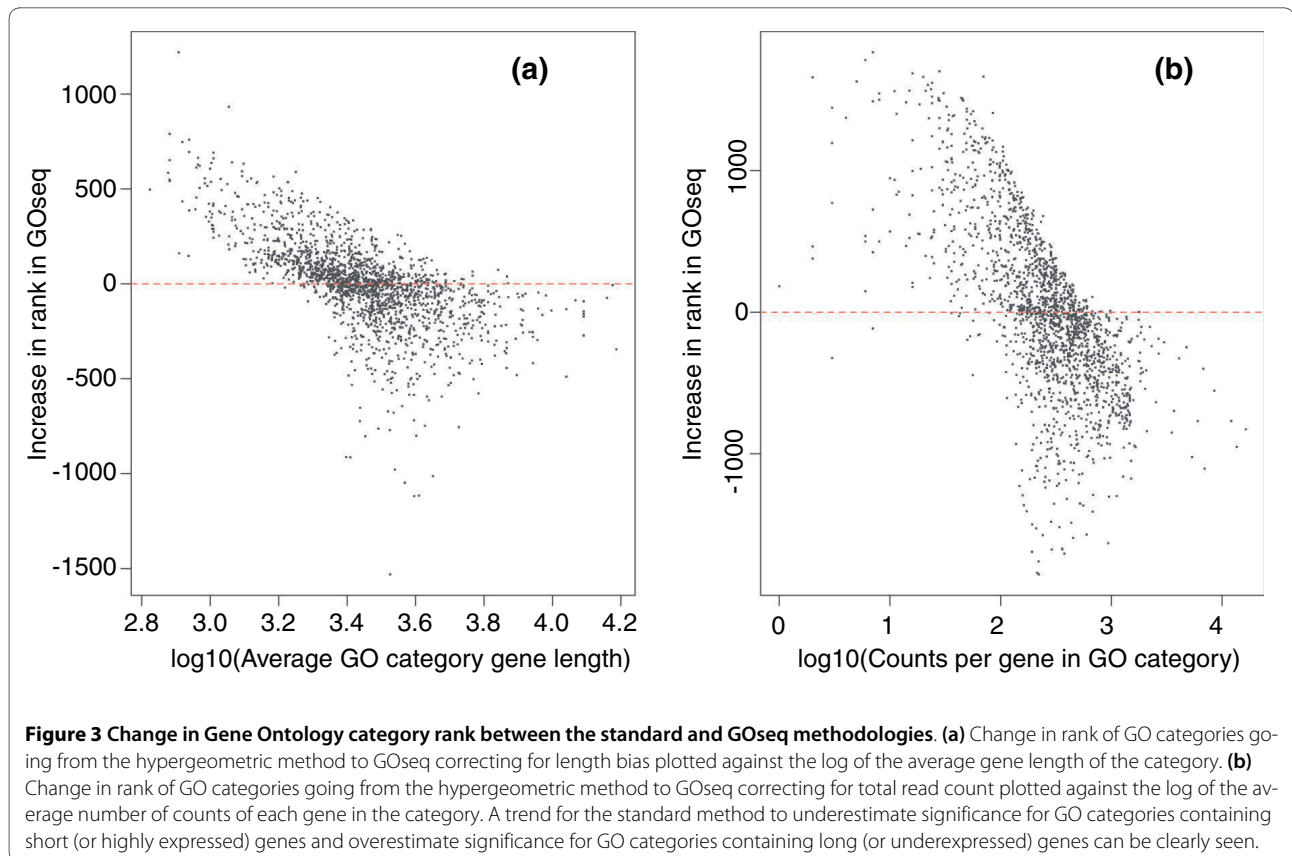 (a)
Increase in rank in GOseq
1000
500
0
-500
-1000
-1500
2.8 3.0 3.2 3.4 3.6 3.8 4.0 4.2
log10(Average GO category gene length)
(b)
Increase in rank in GOseq
1000
0
-1000
0 1 2 3 4
log10(Counts per gene in GO category)
Figure 3 Change in Gene Ontology category rank between the standard and GOseq methodologies. (a) Change in rank of GO categories go-
ing from the hypergeometric method to GOseq correcting for length bias plotted against the log of the average gene length of the category. (b)
Change in rank of GO categories going from the hypergeometric method to GOseq correcting for total read count plotted against the log of the av-
erage number of counts of each gene in the category. A trend for the standard method to underestimate significance for GO categories containing
short (or highly expressed) genes and overestimate significance for GO categories containing long (or underexpressed) genes can be clearly seen.